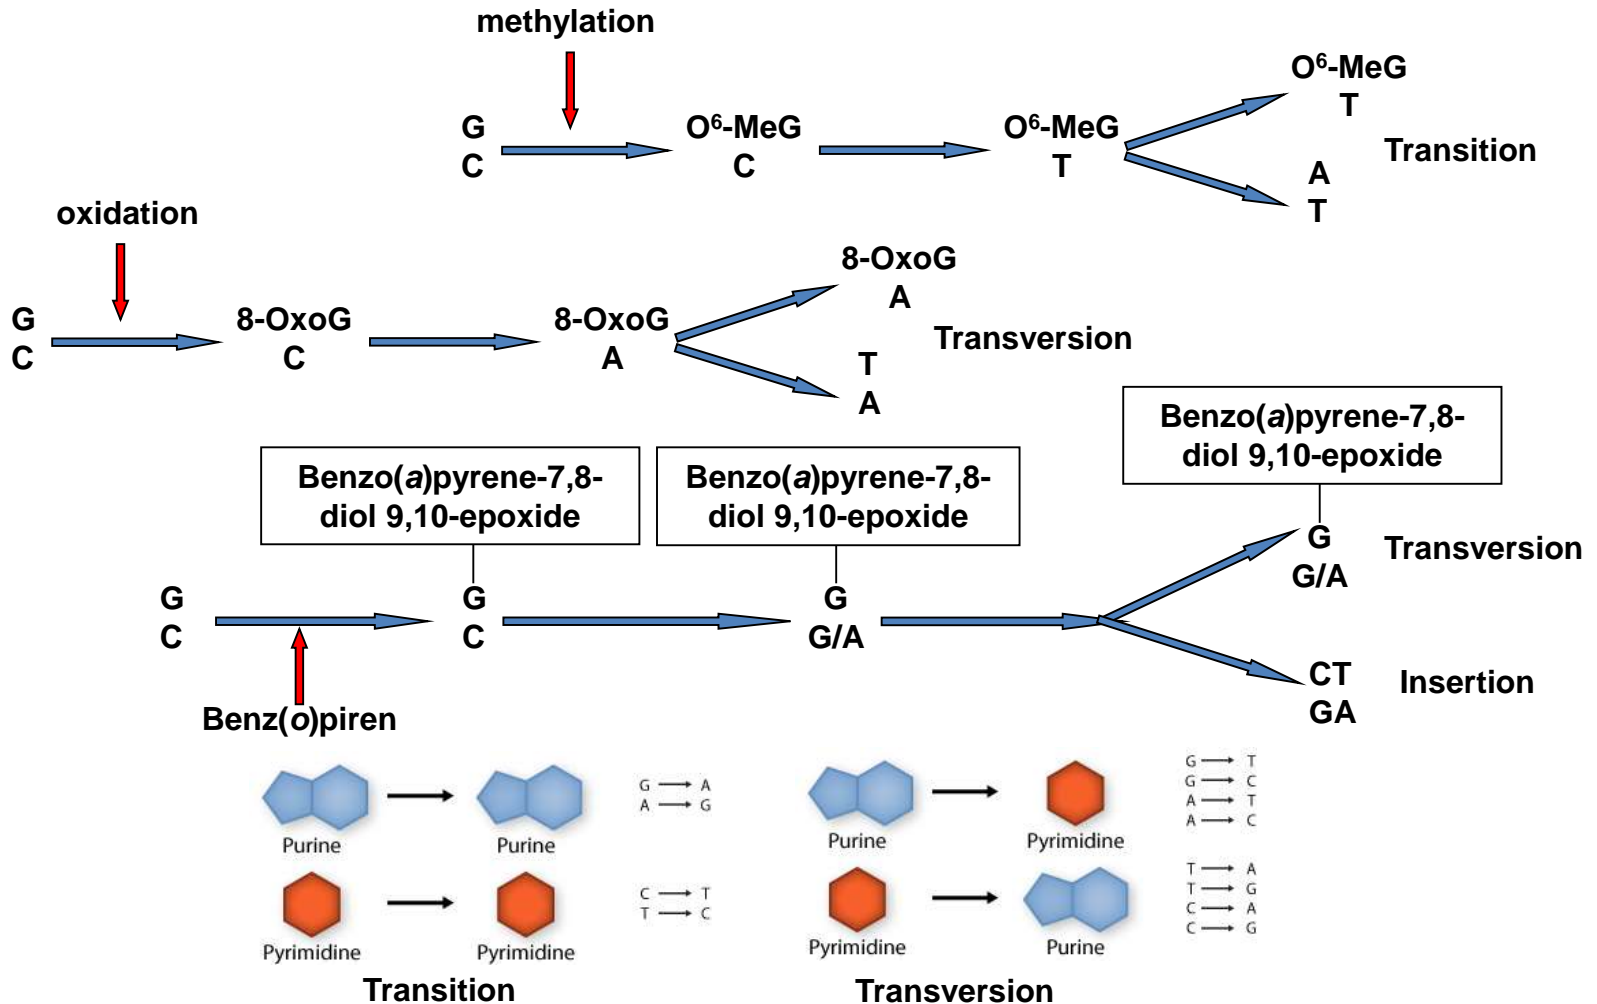 methylation
G
C
O⁶-MeG
C
O⁶-MeG
T
O⁶-MeG
T
A
T
Transition
oxidation
G
C
8-OxoG
C
8-OxoG
A
8-OxoG
A
T
A
Transversion
Benzo(a)pyrene-7,8-
diol 9,10-epoxide
Benzo(a)pyrene-7,8-
diol 9,10-epoxide
Benzo(a)pyrene-7,8-
diol 9,10-epoxide
G
C
G
C
G
G/A
G
G/A
Transversion
CT
GA
Insertion
Benz(o)piren
Purine
Purine
G → A
A → G
Purine
Pyrimidine
G → T
G → C
A → T
A → C
Pyrimidine
Pyrimidine
C → T
T → C
Pyrimidine
Purine
T → A
T → G
C → A
C → G
Transition
Transversion